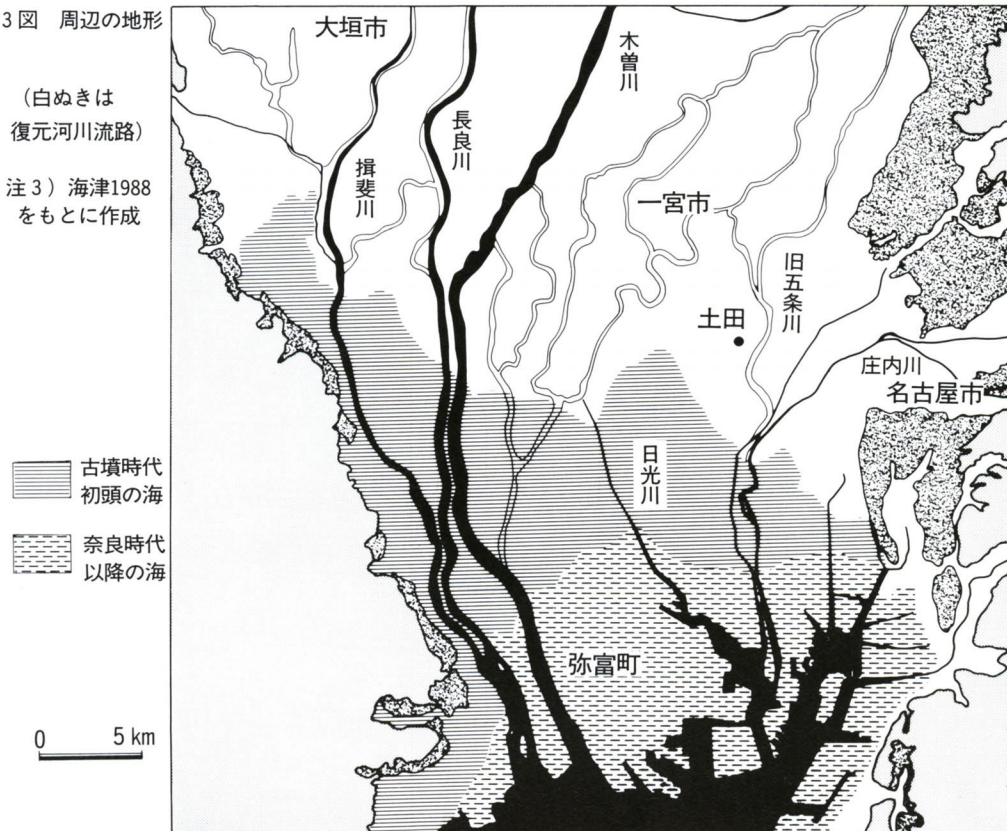 3図　周辺の地形
（白ぬきは
復元河川流路）
注3）海津1988
をもとに作成
大垣市
木曽川
長良川
揖斐川
一宮市
旧五条川
土田
庄内川
名古屋市
日光川
弥富町
古墳時代
初頭の海
奈良時代
以降の海
0　5km